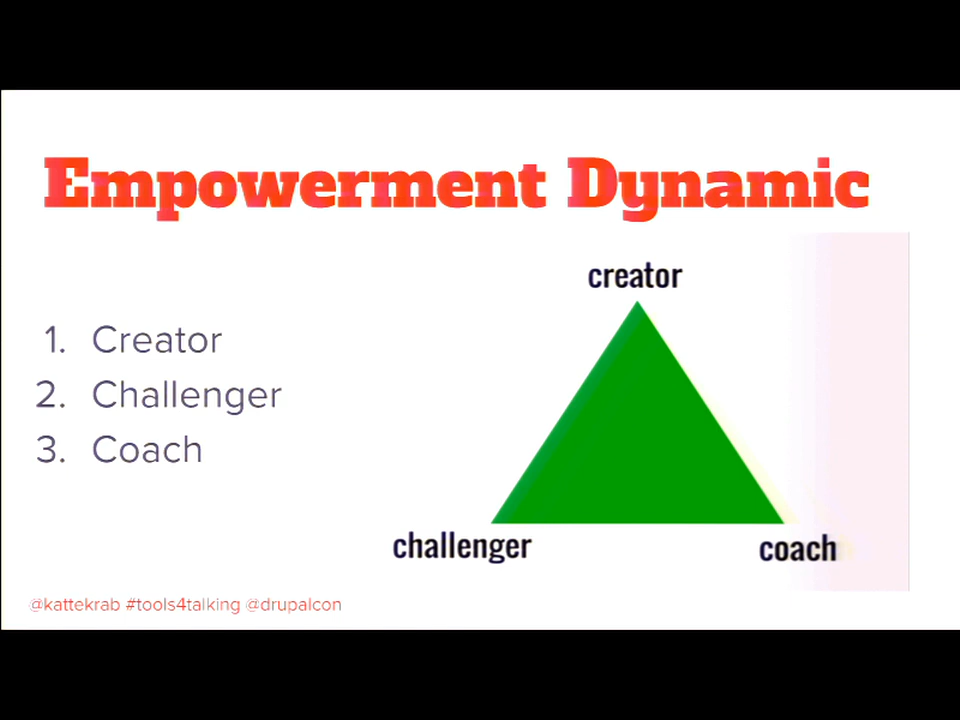 Empowerment Dynamic
1. Creator
2. Challenger
3. Coach
creator
challenger
coach
@kattekrab #tools4talking @drupalcon